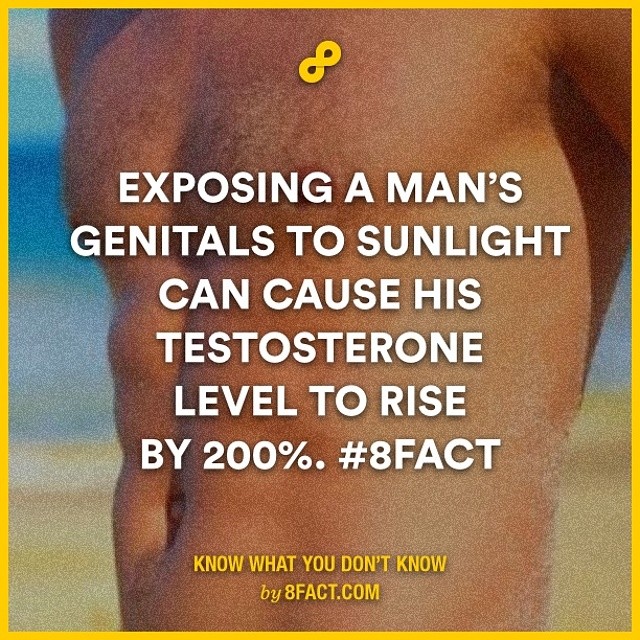 EXPOSING A MAN'S
GENITALS TO SUNLIGHT
CAN CAUSE HIS
TESTOSTERONE
LEVEL TO RISE
BY 200%. #8FACT
KNOW WHAT YOU DON'T KNOW
by 8FACT.COM